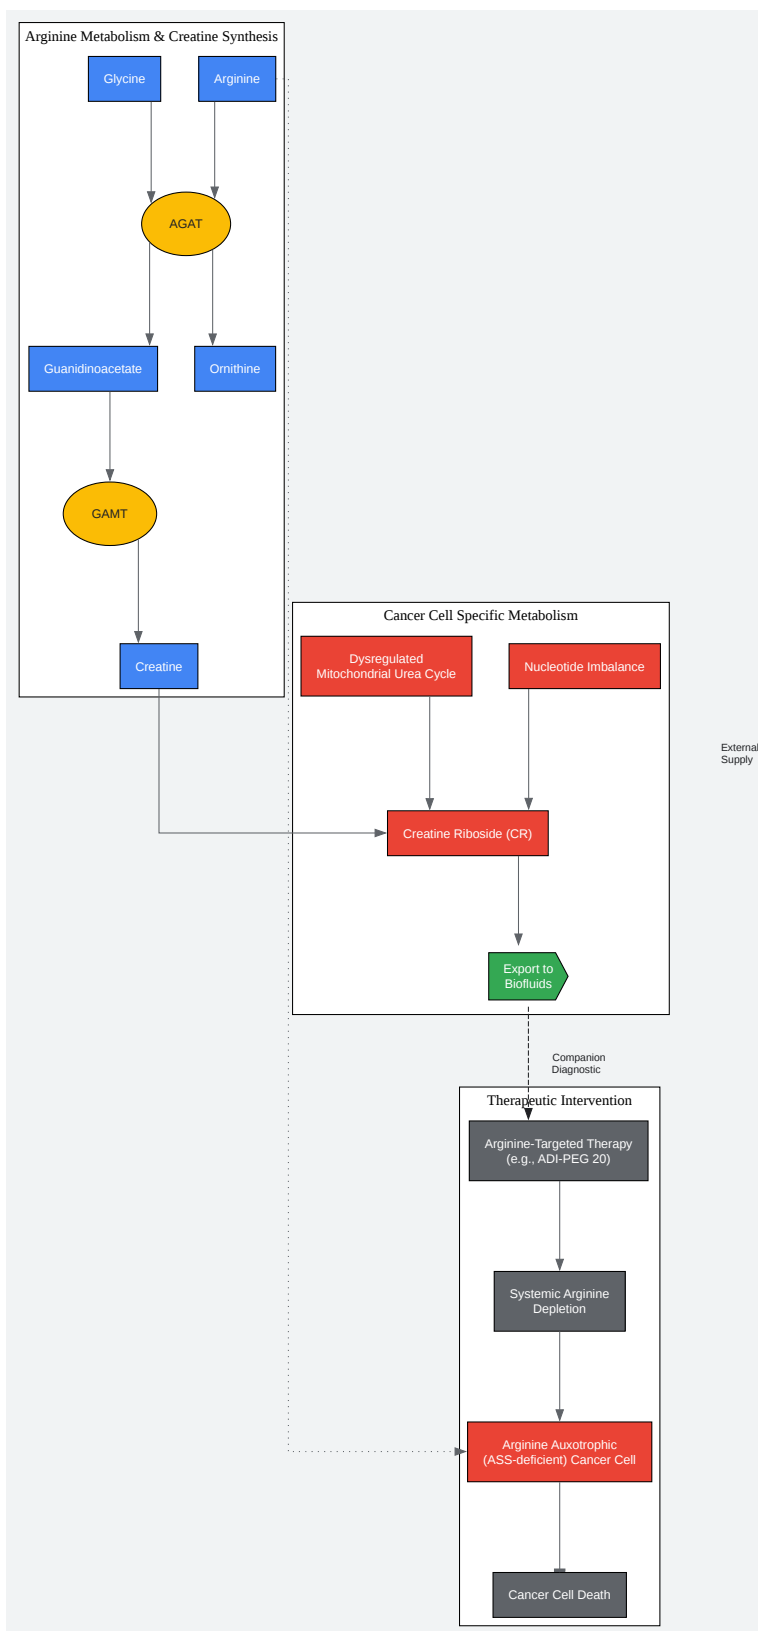 Arginine Metabolism & Creatine Synthesis
Glycine
Arginine
AGAT
Guanidinoacetate
Ornithine
GAMT
Creatine
Cancer Cell Specific Metabolism
Dysregulated
Mitochondrial Urea Cycle
Nucleotide Imbalance
External
Supply
Creatine Riboside (CR)
Export to
Biofluids
Companion
Diagnostic
Therapeutic Intervention
Arginine-Targeted Therapy
(e.g., ADI-PEG 20)
Systemic Arginine
Depletion
Arginine Auxotrophic
(ASS-deficient) Cancer Cell
Cancer Cell Death